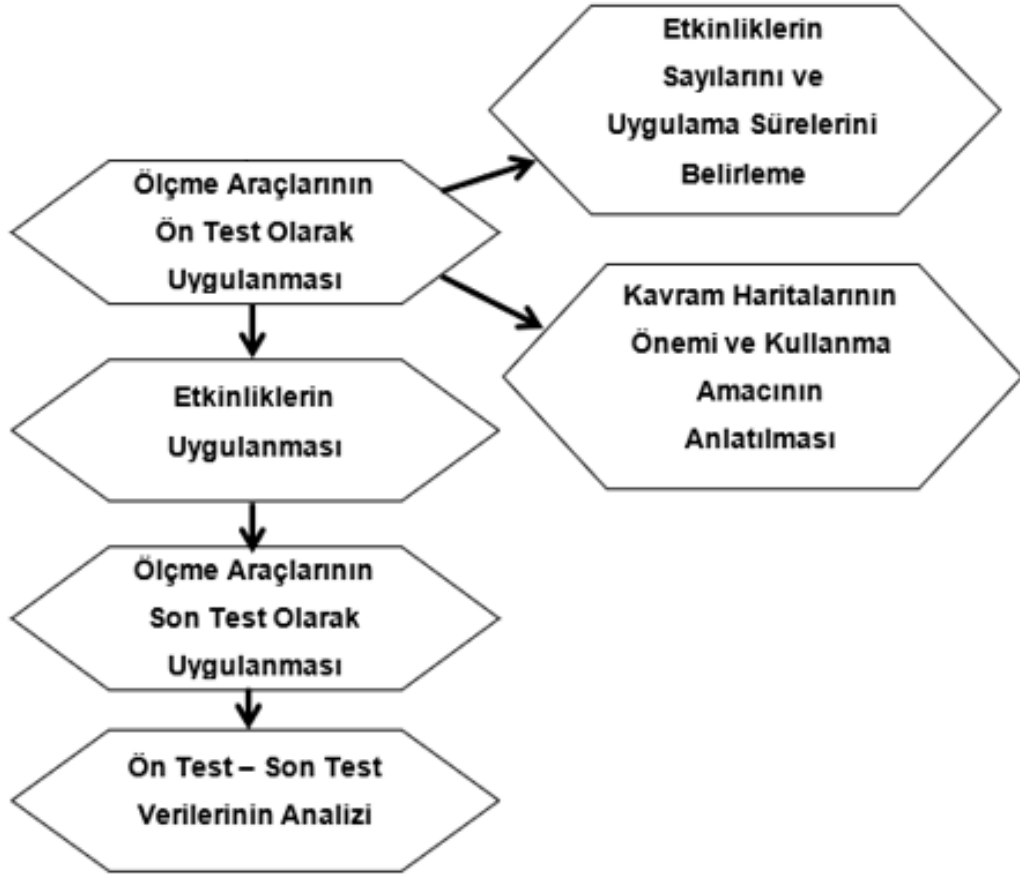 Etkinliklerin
Sayılarını ve
Uygulama Sürelerini
Belirleme
Ölçme Araçlarının
Ön Test Olarak
Uygulanması
Kavram Haritalarının
Önemi ve Kullanma
Amacının
Anlatılması
Etkinliklerin
Uygulanması
Ölçme Araçlarının
Son Test Olarak
Uygulanması
Ön Test – Son Test
Verilerinin Analizi